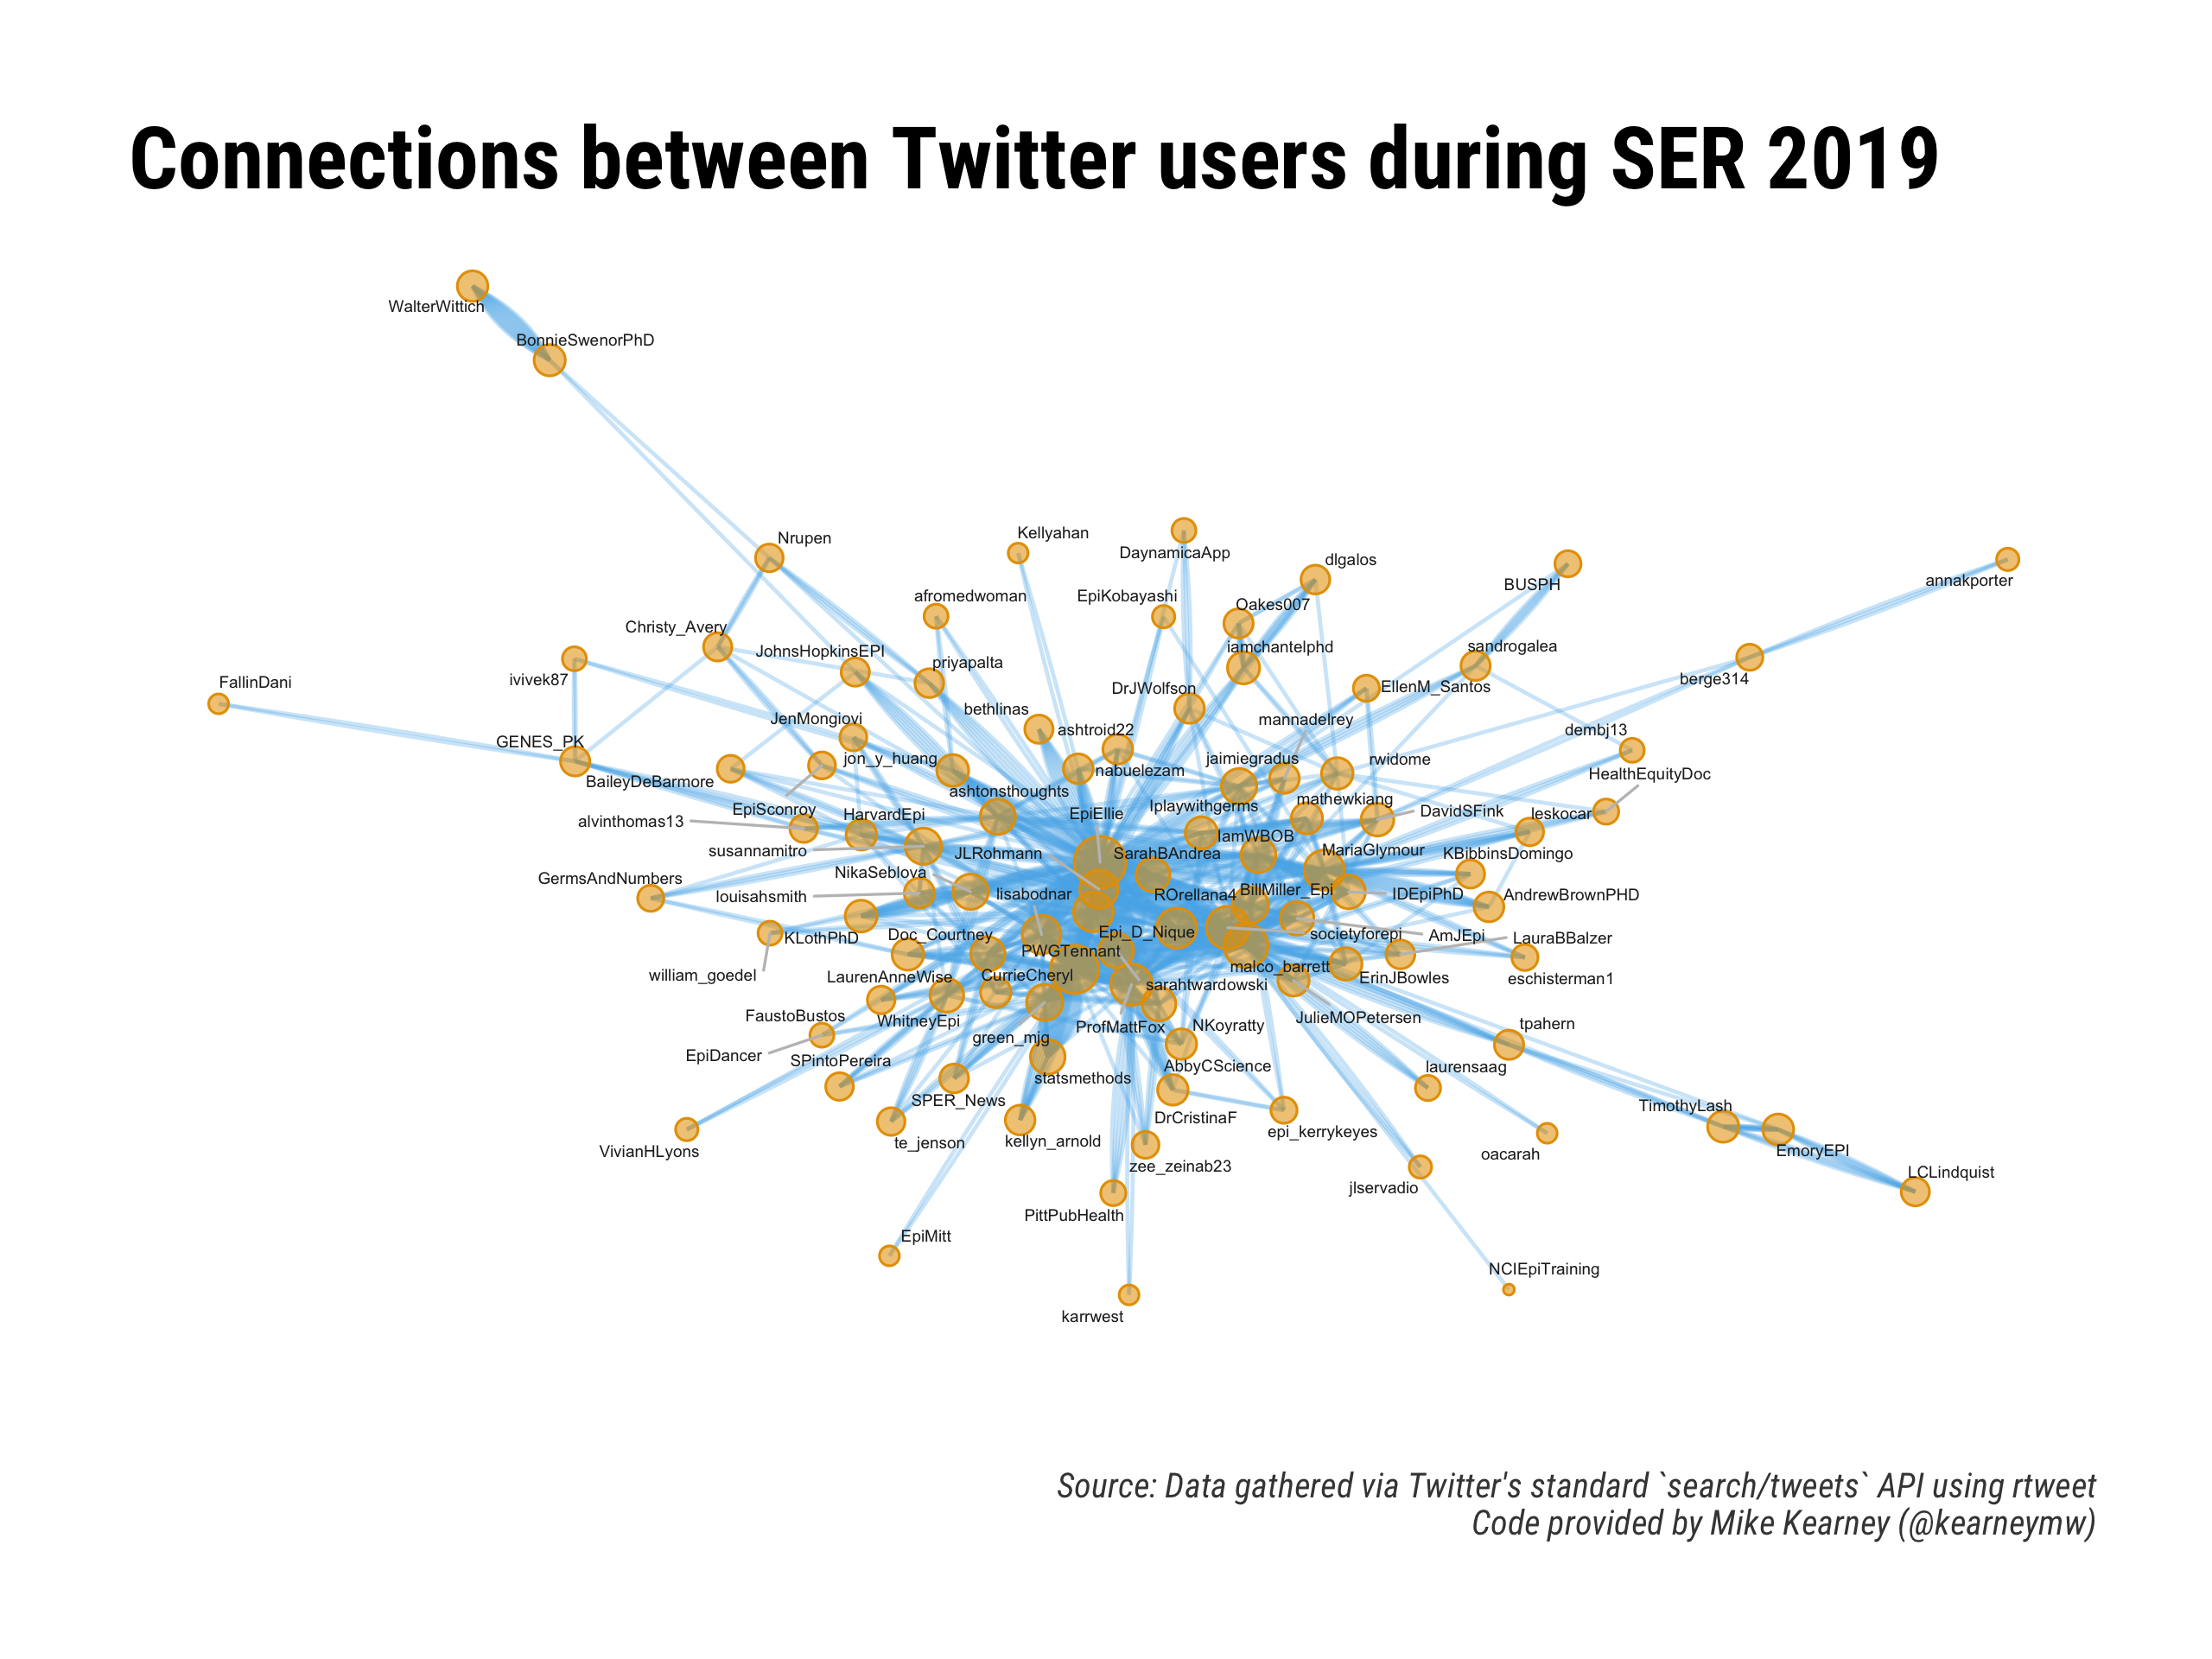 Connections between Twitter users during SER 2019
WalterWittich
BonnieSwenorPhD
Nrupen
Kellyahan
DaynamicaApp
dlgalos
BUSPH
annakporter
afromedwoman
EpiKobayashi
Oakes007
Christy_Avery
JohnsHopkinsEPI
priyapalta
iamchantelphd
sandrogalea
ivivek87
FallinDani
berge314
DrJWolfson
EllenM_Santos
bethlinas
JenMongiovi
mannadelrey
ashtroid22
dembj13
GENES_PK
jon_y_huang
jaimiegradus
rwidome
nabuelezam
HealthEquityDoc
BaileyDeBarmore
ashtonsthoughts
mathewkiang
EpiSconroy
Iplaywithgerms
DavidSFink
HarvardEpi
EpiEllie
leskocar
alvinthomas13
IamWBOB
susannamitro
JLRohmann
SarahBAndrea
MariaGlymour
KBibbinsDomingo
NikaSeblova
GermsAndNumbers
louisahsmith
lisabodnar
ROrellana4
BillMiller_Epi
IDEpiPhD
AndrewBrownPHD
KLothPhD
Doc_Courtney
Epi_D_Nique
societyforepi
AmJEpi
LauraBBalzer
PWGTennant
william_goedel
LaurenAnneWise
CurrieCheryl
malco_barrett
ErinJBowles
eschisterman1
sarahtwardowski
FaustoBustos
WhitneyEpi
ProfMattFox
NKoyratty
JulieMOPetersen
tpahern
green_mjg
EpiDancer
SPintoPereira
AbbyCScience
laurensaag
statsmethods
SPER_News
DrCristinaF
TimothyLash
epi_kerrykeyes
te_jenson
kellyn_arnold
VivianHLyons
EmoryEPI
oacarah
zee_zeinab23
LCLindquist
jlservadio
PittPubHealth
EpiMitt
NCIEpiTraining
karrwest
Source: Data gathered via Twitter's standard `search/tweets` API using rtweet
Code provided by Mike Kearney (@kearneymw)